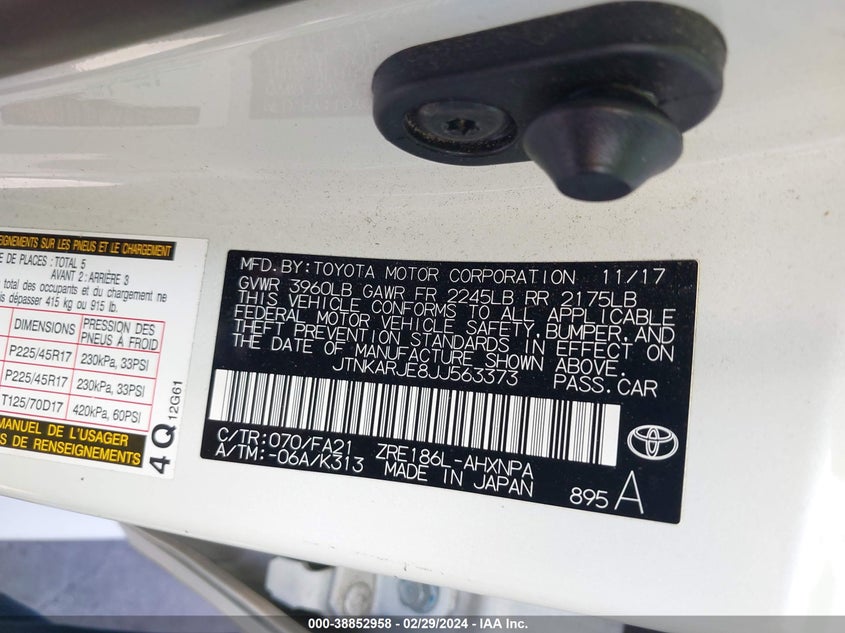 SEIGNEMENTS SUR LES PNEUS ET LE CHARGEMENT
E DE PLACES : TOTAL 5
AVANT 2 : ARRIÈRE 3
total des occupants et du chargement ne
dépasser 415 kg ou 915 lb.
DIMENSIONS PRESSION DES PNEUS À FROID
P225/45R17 230kPa, 33PSI
P225/45R17 230kPa, 33PSI
T125/70D17 420kPa, 60PSI
MANUEL DE L'USAGER
DE RENSEIGNEMENTS
4Q 12G61
MFD.BY:TOYOTA MOTOR CORPORATION 11/17
GVWR 3960LB GAWR FR 2245LB RR 2175LB
THIS VEHICLE CONFORMS TO ALL APPLICABLE
FEDERAL MOTOR VEHICLE SAFETY,BUMPER,AND
THEFT PREVENTION STANDARDS IN EFFECT ON
THE DATE OF MANUFACTURE SHOWN ABOVE.
JTNKARJE8JJ563373 PASS.CAR
C/TR:070/FA21 ZRE186L-AHXNPA
A/TM:-06A/K313 MADE IN JAPAN
895 A
000-38852958 - 02/29/2024 - IAA, Inc.